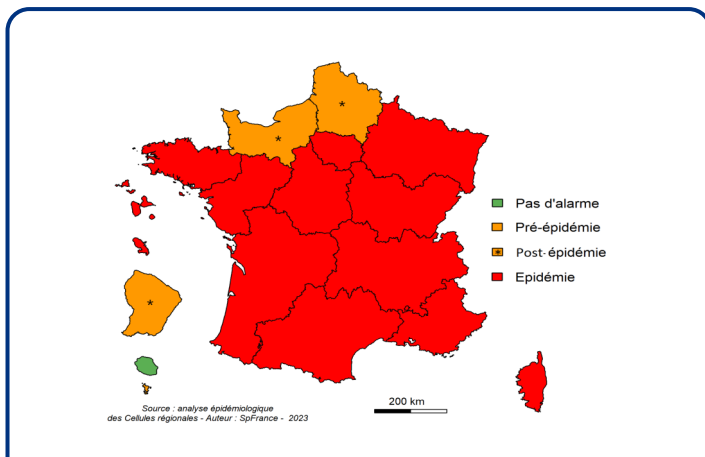 Pas d'alarme
Pré-épidémie
Post-épidémie
Epidémie
200 km
Source : analyse épidémiologique
des Cellules régionales - Auteur : SpFrance - 2023